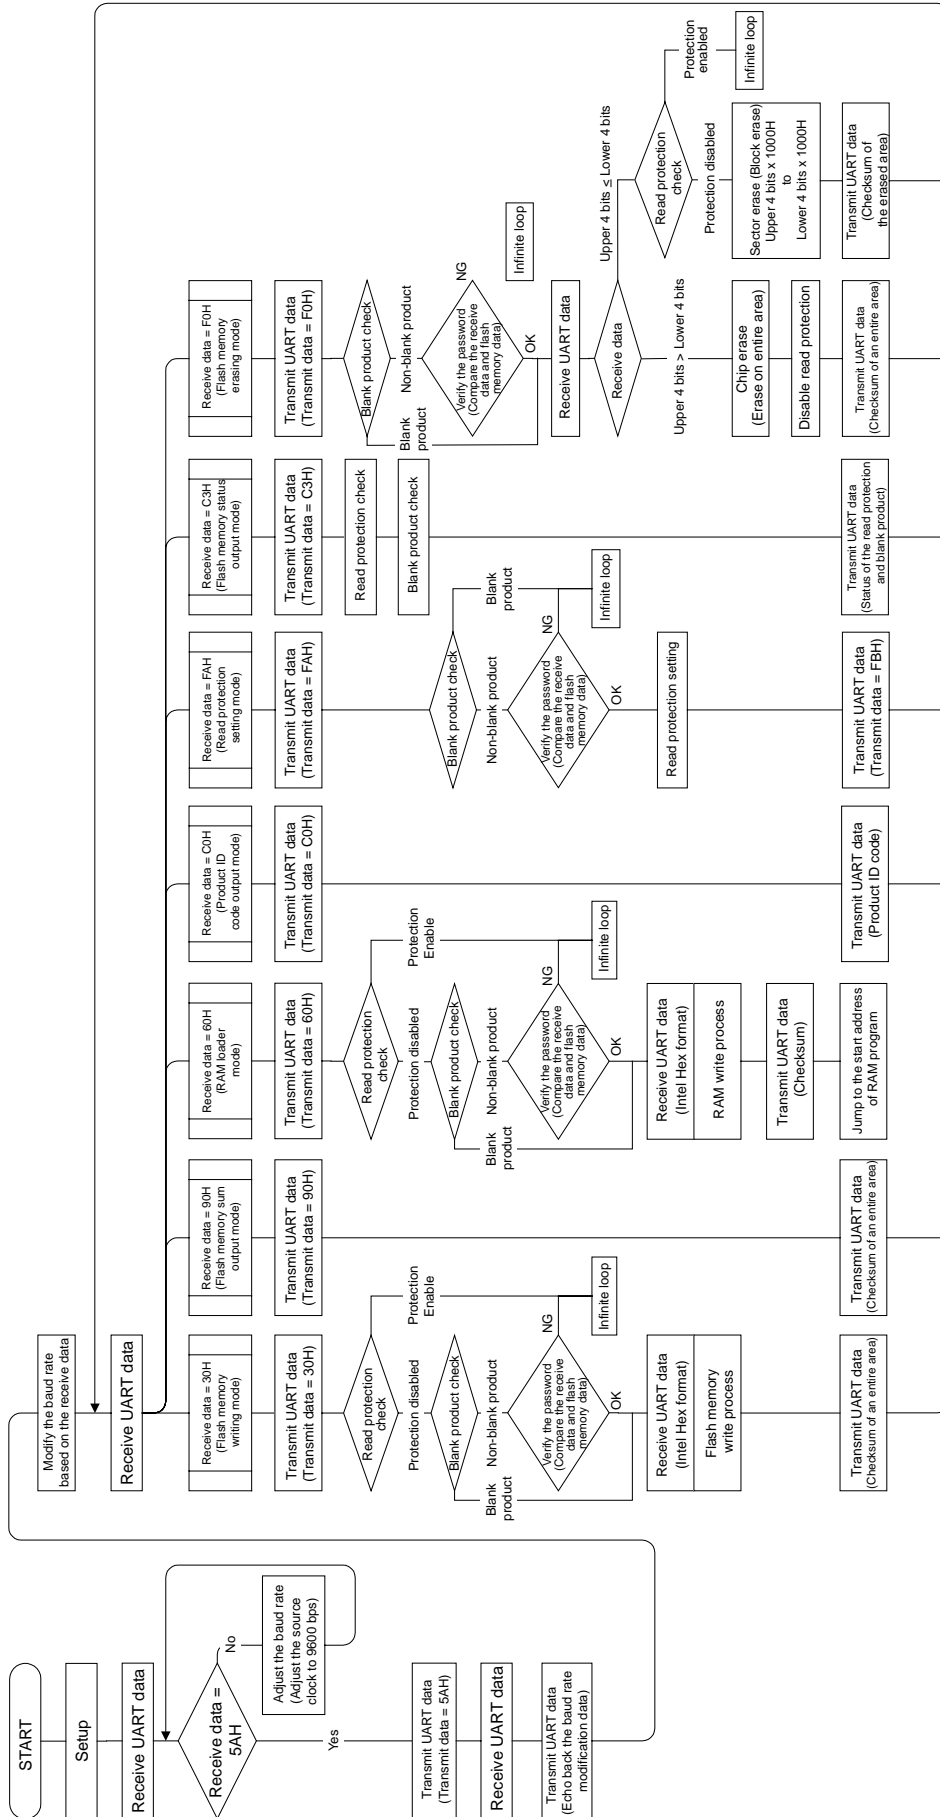 START
Setup
Receive UART data
Receive data =
5AH
No
Adjust the baud rate
(Adjust the source
clock to 9600 bps)
Yes
Transmit UART data
(Transmit data = 5AH)
Receive UART data
Transmit UART data
(Echo back the baud rate
modification data)
Modify the baud rate
based on the receive data
Receive UART data
Receive data = 30H
(Flash memory
writing mode)
Transmit UART data
(Transmit data = 30H)
Read protection
check
Protection
Enable
Protection disabled
Blank product check
Blank
product
Non-blank product
Verify the password
(Compare the receive
data and flash
memory data)
NG
Infinite loop
OK
Receive UART data
(Intel Hex format)
Flash memory
write process
Transmit UART data
(Checksum of an entire area)
Receive data = 90H
(Flash memory sum
output mode)
Transmit UART data
(Transmit data = 90H)
Transmit UART data
(Checksum of an entire area)
Receive data = 60H
(RAM loader
mode)
Transmit UART data
(Transmit data = 60H)
Read protection
check
Protection
Enable
Protection disabled
Blank product check
Blank
product
Non-blank product
Verify the password
(Compare the receive
data and flash
memory data)
NG
Infinite loop
OK
Receive UART data
(Intel Hex format)
RAM write process
Transmit UART data
(Checksum)
Jump to the start address
of RAM program
Receive data = C0H
(Product ID
code output mode)
Transmit UART data
(Transmit data = C0H)
Transmit UART data
(Product ID code)
Receive data = FAH
(Read protection
setting mode)
Transmit UART data
(Transmit data = FAH)
Blank product check
Blank
product
Non-blank product
Verify the password
(Compare the receive
data and flash
memory data)
NG
Infinite loop
OK
Read protection setting
Transmit UART data
(Transmit data = FBH)
Receive data = C3H
(Flash memory status
output mode)
Transmit UART data
(Transmit data = C3H)
Read protection check
Blank product check
Transmit UART data
(Status of the read protection
and blank product)
Receive data = F0H
(Flash memory
erasing mode)
Transmit UART data
(Transmit data = F0H)
Blank product check
Blank
product
Non-blank product
Verify the password
(Compare the receive
data and flash
memory data)
NG
Infinite loop
OK
Receive UART data
Receive data
Upper 4 bits > Lower 4 bits
Chip erase
(Erase on entire area)
Disable read protection
Transmit UART data
(Checksum of an entire area)
Upper 4 bits ≤ Lower 4 bits
Read protection
check
Protection
enabled
Infinite loop
Protection disabled
Sector erase (Block erase)
Upper 4 bits x 1000H
to
Lower 4 bits x 1000H
Transmit UART data
(Checksum of
the erased area)